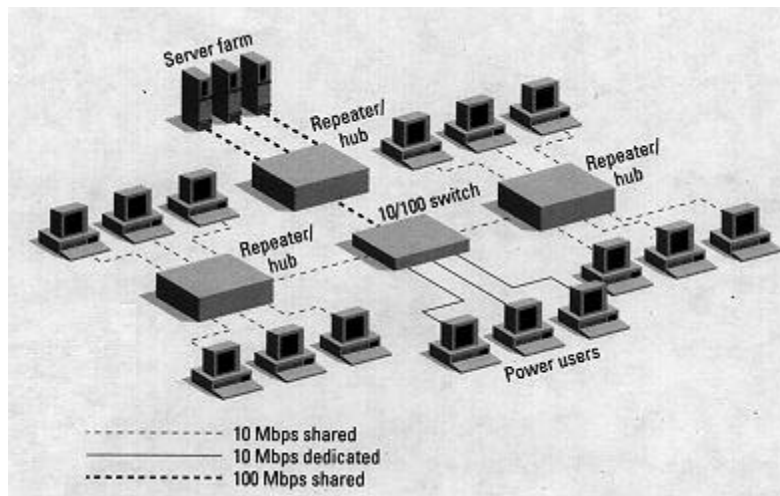 Server farm
Repeater/
hub
Repeater/
hub
10/100 switch
Repeater/
hub
Power users
10 Mbps shared
10 Mbps dedicated
100 Mbps shared